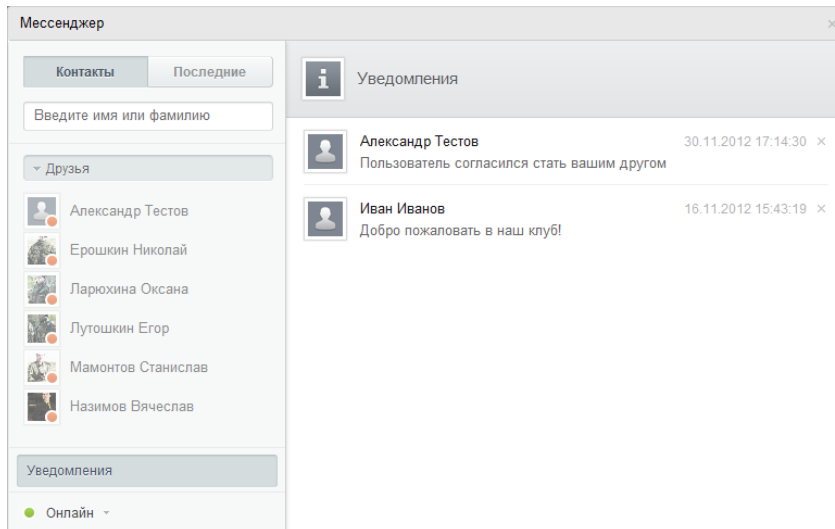 Мессенджер
Контакты Последние
Введите имя или фамилию
Друзья
Александр Тестов
Ерошкин Николай
Ларюхина Оксана
Лутошкин Егор
Мамонтов Станислав
Назимов Вячеслав
Уведомления
Онлайн
Уведомления
Александр Тестов 30.11.2012 17:14:30
Пользователь согласился стать вашим другом
Иван Иванов 16.11.2012 15:43:19
Добро пожаловать в наш клуб!